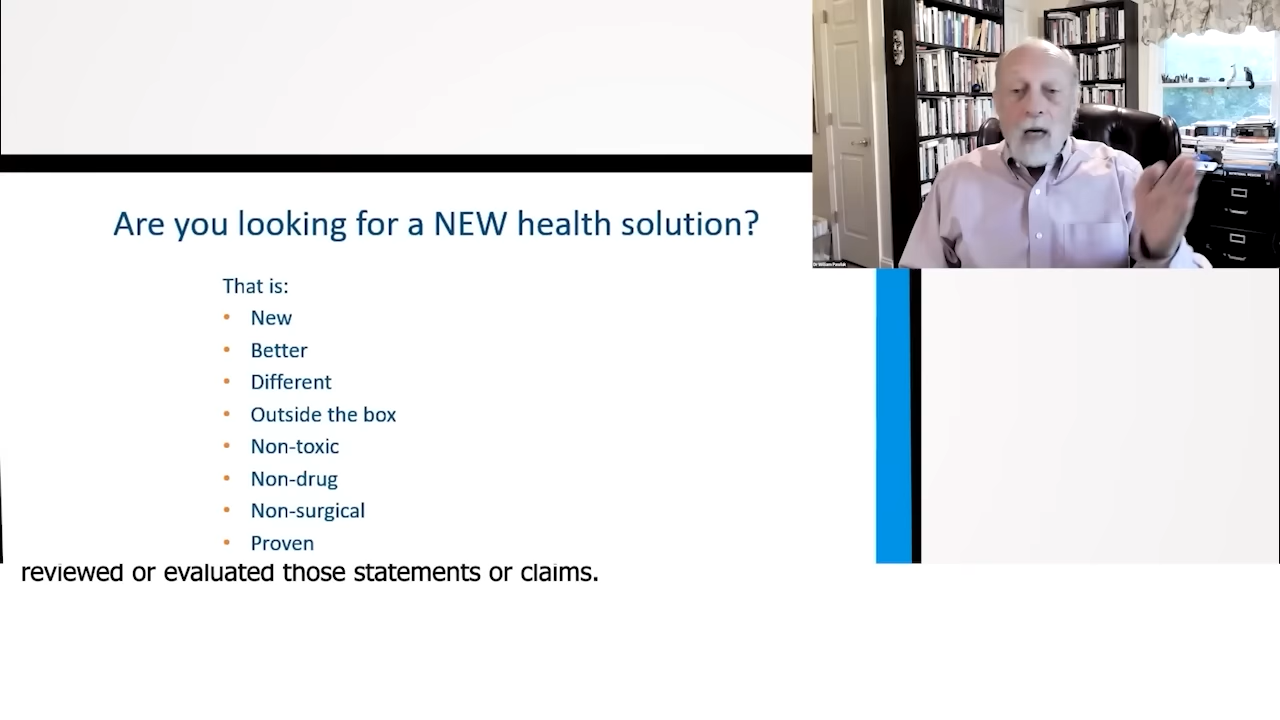 Are you looking for a NEW health solution?
That is:
• New
• Better
• Different
• Outside the box
• Non-toxic
• Non-drug
• Non-surgical
• Proven
reviewed or evaluated those statements or claims.